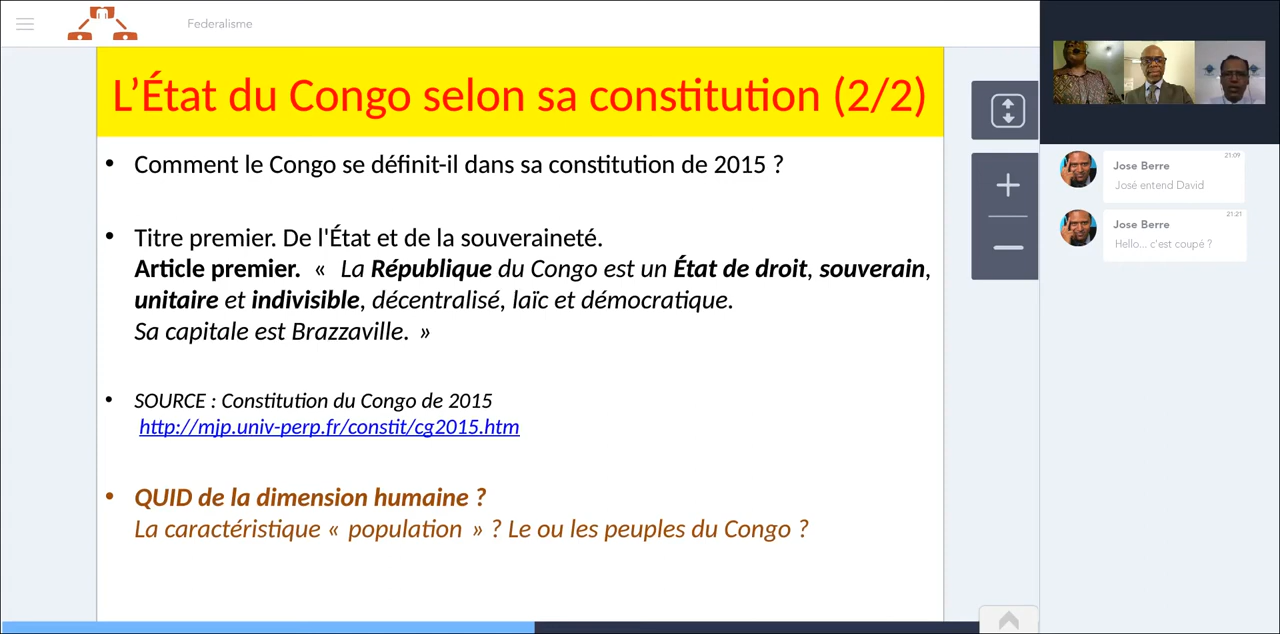 Federalisme
L'État du Congo selon sa constitution (2/2)
• Comment le Congo se définit-il dans sa constitution de 2015 ?
• Titre premier. De l'État et de la souveraineté.
Article premier. « La République du Congo est un État de droit, souverain,
unitaire et indivisible, décentralisé, laïc et démocratique.
Sa capitale est Brazzaville. »
• SOURCE : Constitution du Congo de 2015
http://mjp.univ-perp.fr/constit/cg2015.htm
• QUID de la dimension humaine ?
La caractéristique « population » ? Le ou les peuples du Congo ?
21:09
Jose Berre
José entend David
21:21
Jose Berre
Hello... c'est coupé ?